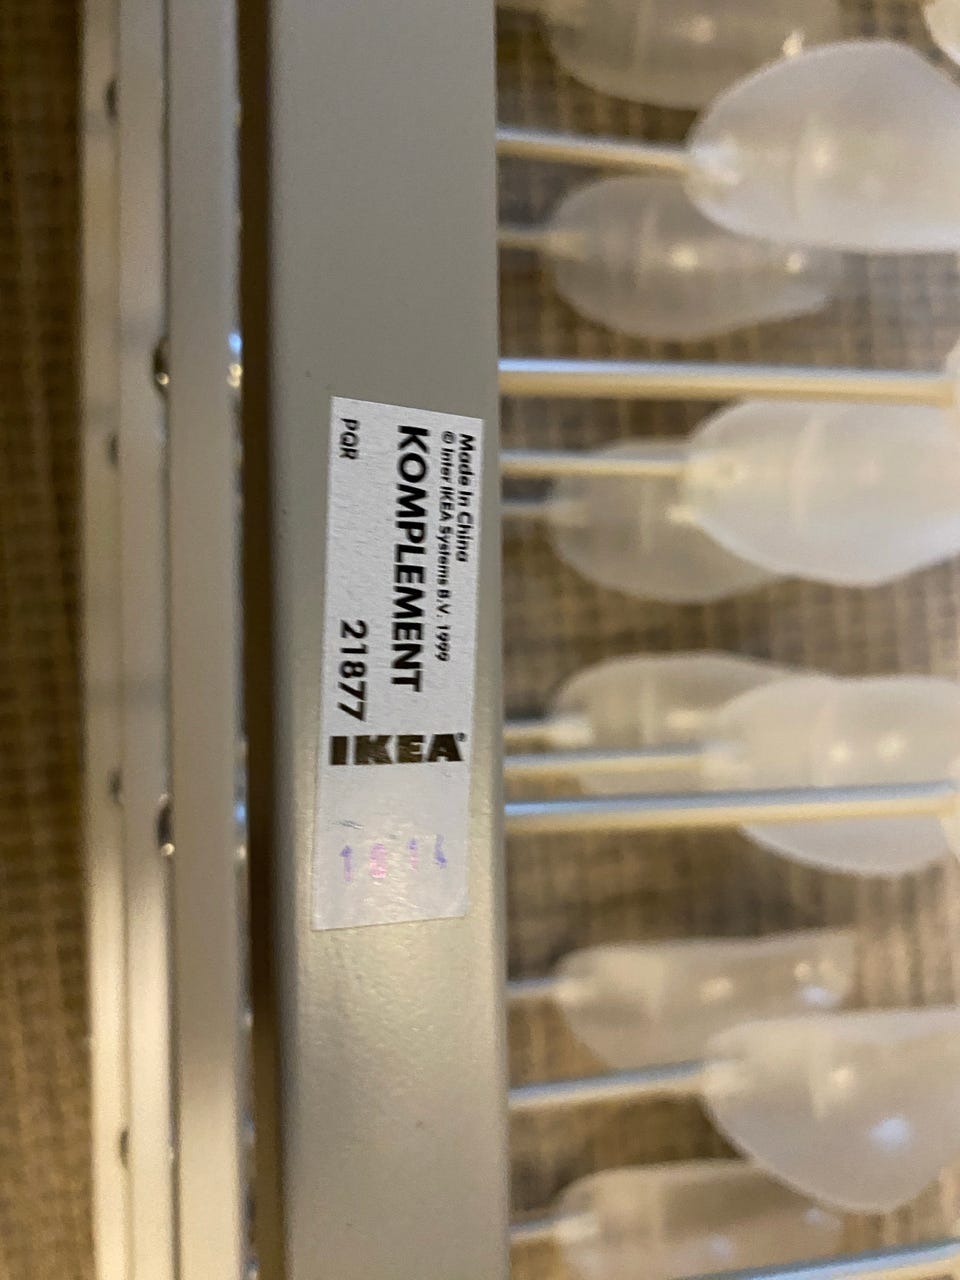 Made in China
© Inter IKEA Systems B.V. 1999
KOMPLEMENT
PQR 21877
IKEA®